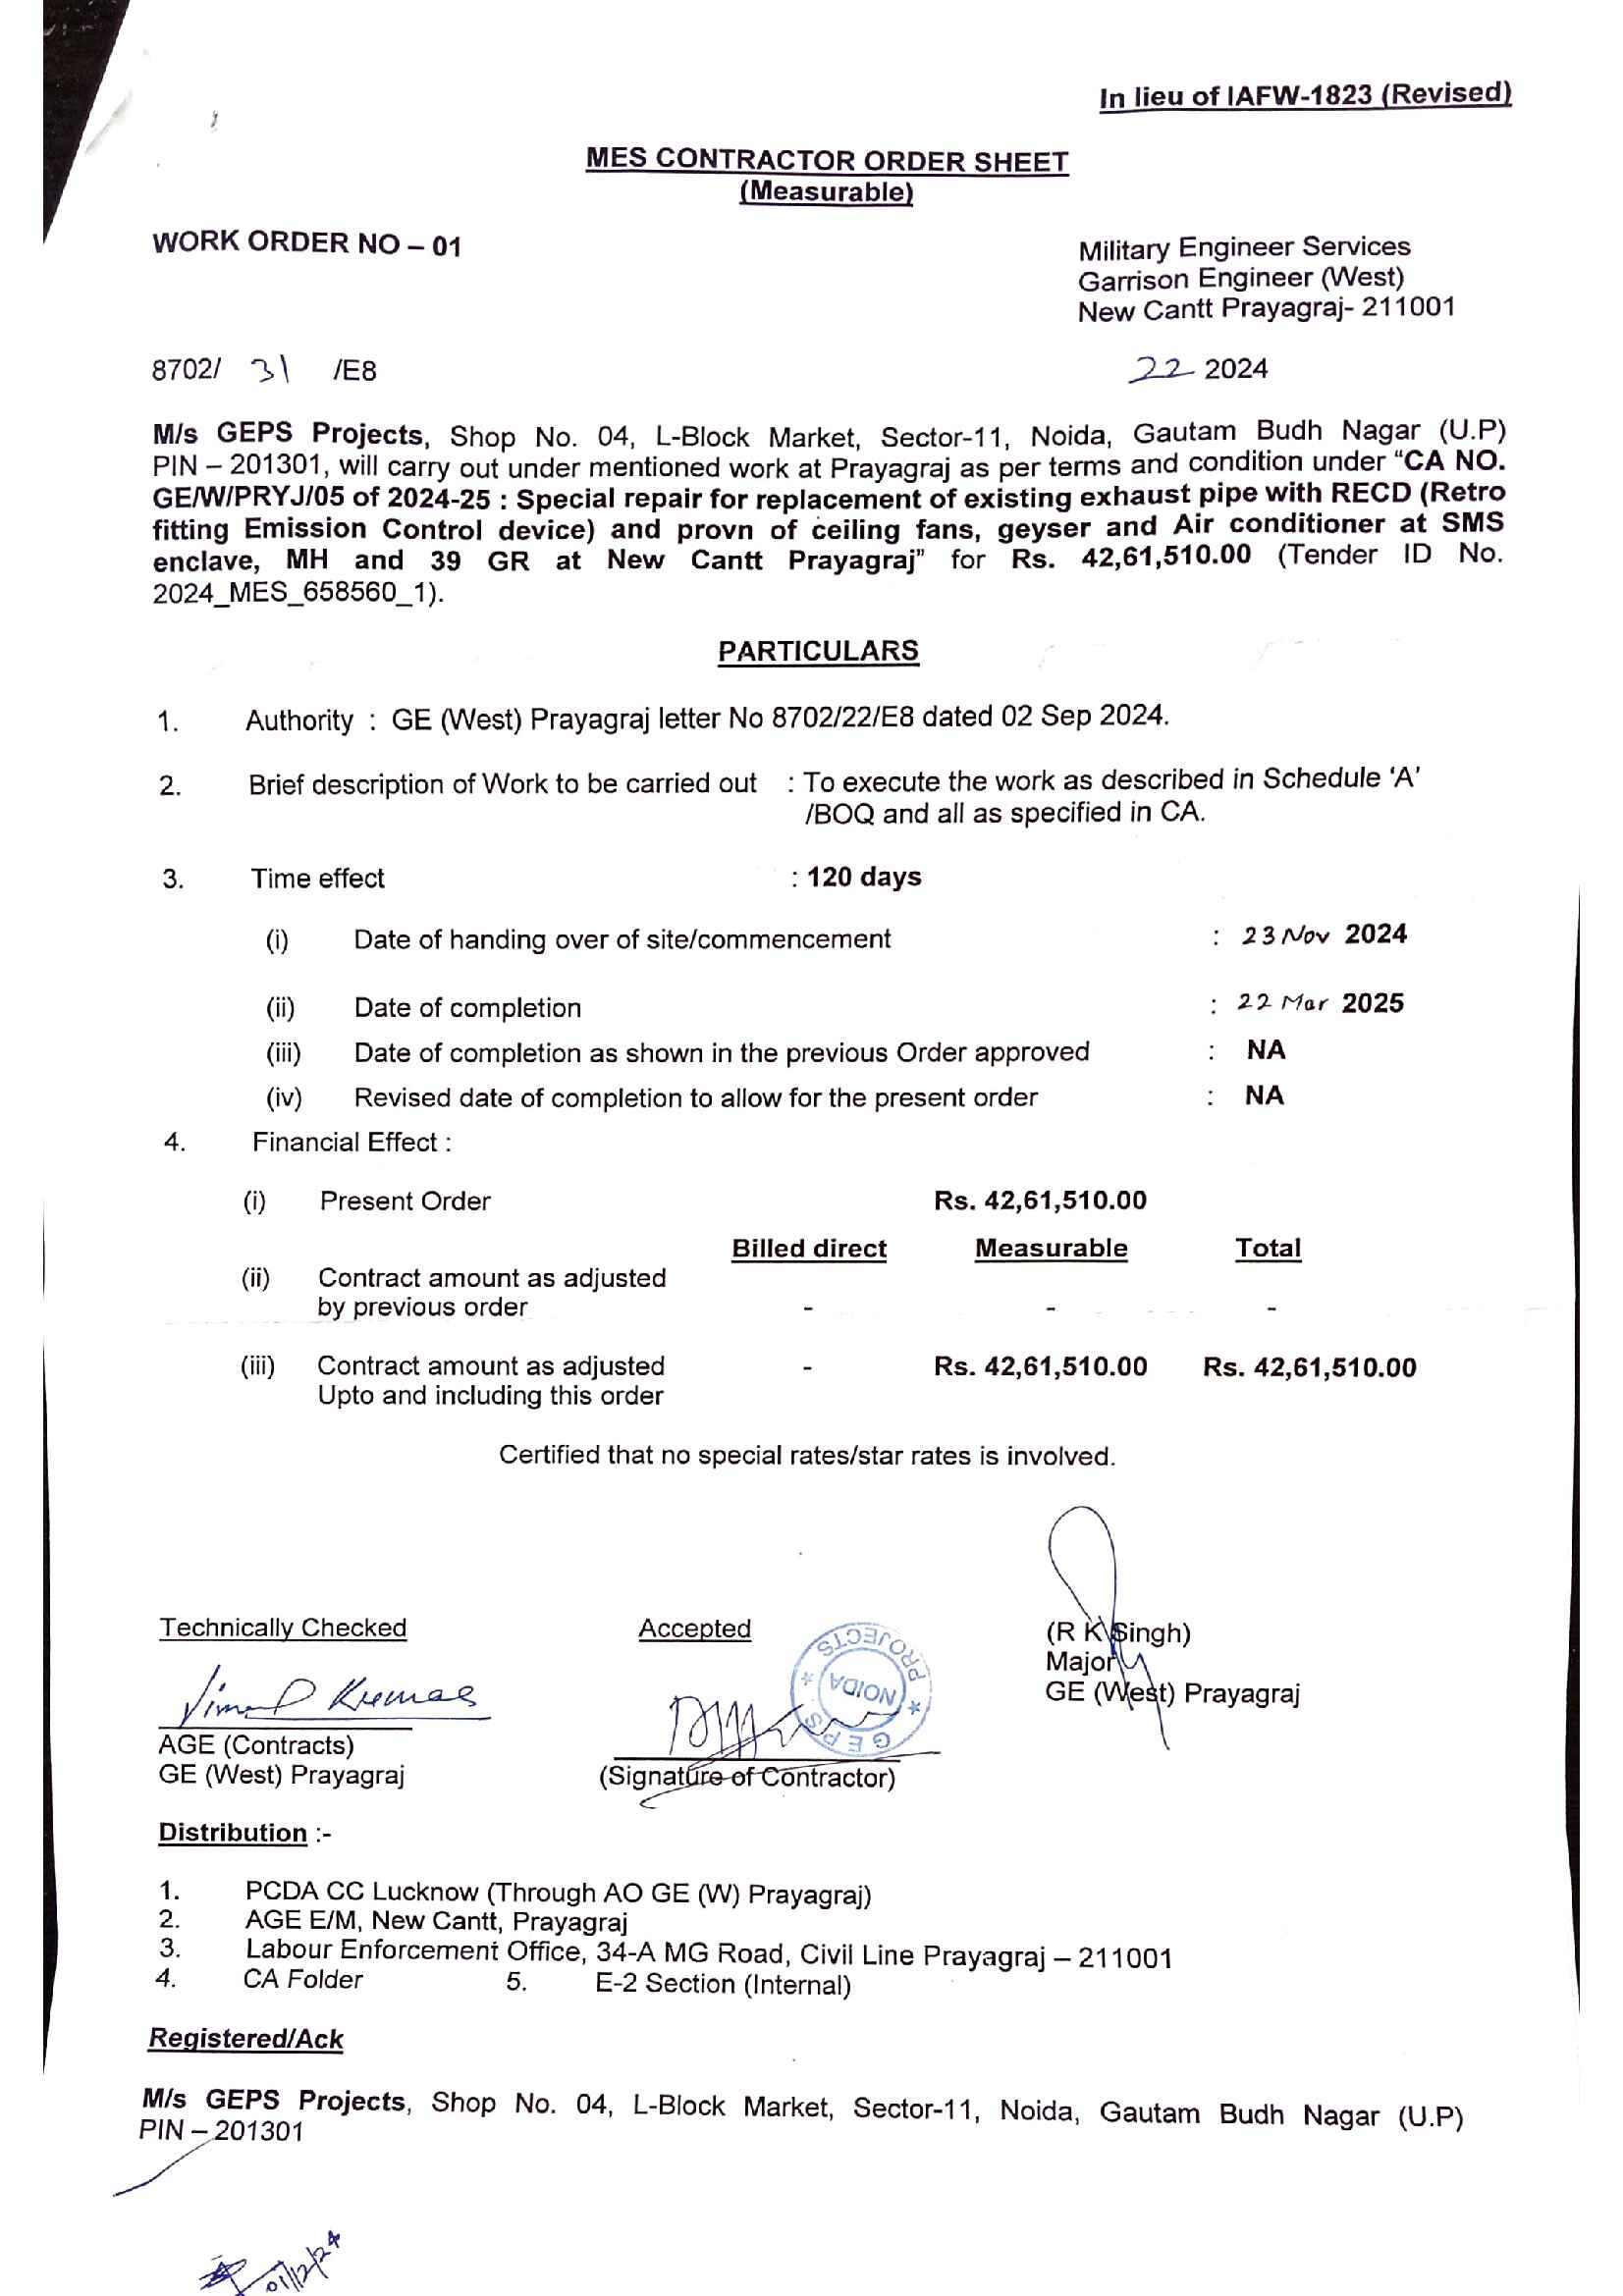 In lieu of IAFW-1823 (Revised)
MES CONTRACTOR ORDER SHEET
(Measurable)
WORK ORDER NO – 01
Military Engineer Services
Garrison Engineer (West)
New Cantt Prayagraj- 211001
8702/ 31 /E8 22 2024
M/s GEPS Projects, Shop No. 04, L-Block Market, Sector-11, Noida, Gautam Budh Nagar (U.P)
PIN – 201301, will carry out under mentioned work at Prayagraj as per terms and condition under "CA NO.
GE/W/PRYJ/05 of 2024-25 : Special repair for replacement of existing exhaust pipe with RECD (Retro
fitting Emission Control device) and provn of ceiling fans, geyser and Air conditioner at SMS
enclave, MH and 39 GR at New Cantt Prayagraj" for Rs. 42,61,510.00 (Tender ID No.
2024_MES_658560_1).
PARTICULARS
1. Authority : GE (West) Prayagraj letter No 8702/22/E8 dated 02 Sep 2024.
2. Brief description of Work to be carried out : To execute the work as described in Schedule 'A'
/BOQ and all as specified in CA.
3. Time effect : 120 days
(i) Date of handing over of site/commencement : 23 Nov 2024
(ii) Date of completion : 22 Mar 2025
(iii) Date of completion as shown in the previous Order approved : NA
(iv) Revised date of completion to allow for the present order : NA
4. Financial Effect :
(i) Present Order Rs. 42,61,510.00
Billed direct Measurable Total
(ii) Contract amount as adjusted
by previous order - - -
(iii) Contract amount as adjusted - Rs. 42,61,510.00 Rs. 42,61,510.00
Upto and including this order
Certified that no special rates/star rates is involved.
Technically Checked Accepted
(R K Singh)
Major
GE (West) Prayagraj
Vimal Kumar
GEPS PROJECTS
NOIDA
AGE (Contracts)
GE (West) Prayagraj (Signature of Contractor)
Distribution :-
1. PCDA CC Lucknow (Through AO GE (W) Prayagraj)
2. AGE E/M, New Cantt, Prayagraj
3. Labour Enforcement Office, 34-A MG Road, Civil Line Prayagraj – 211001
4. CA Folder 5. E-2 Section (Internal)
Registered/Ack
M/s GEPS Projects, Shop No. 04, L-Block Market, Sector-11, Noida, Gautam Budh Nagar (U.P)
PIN – 201301